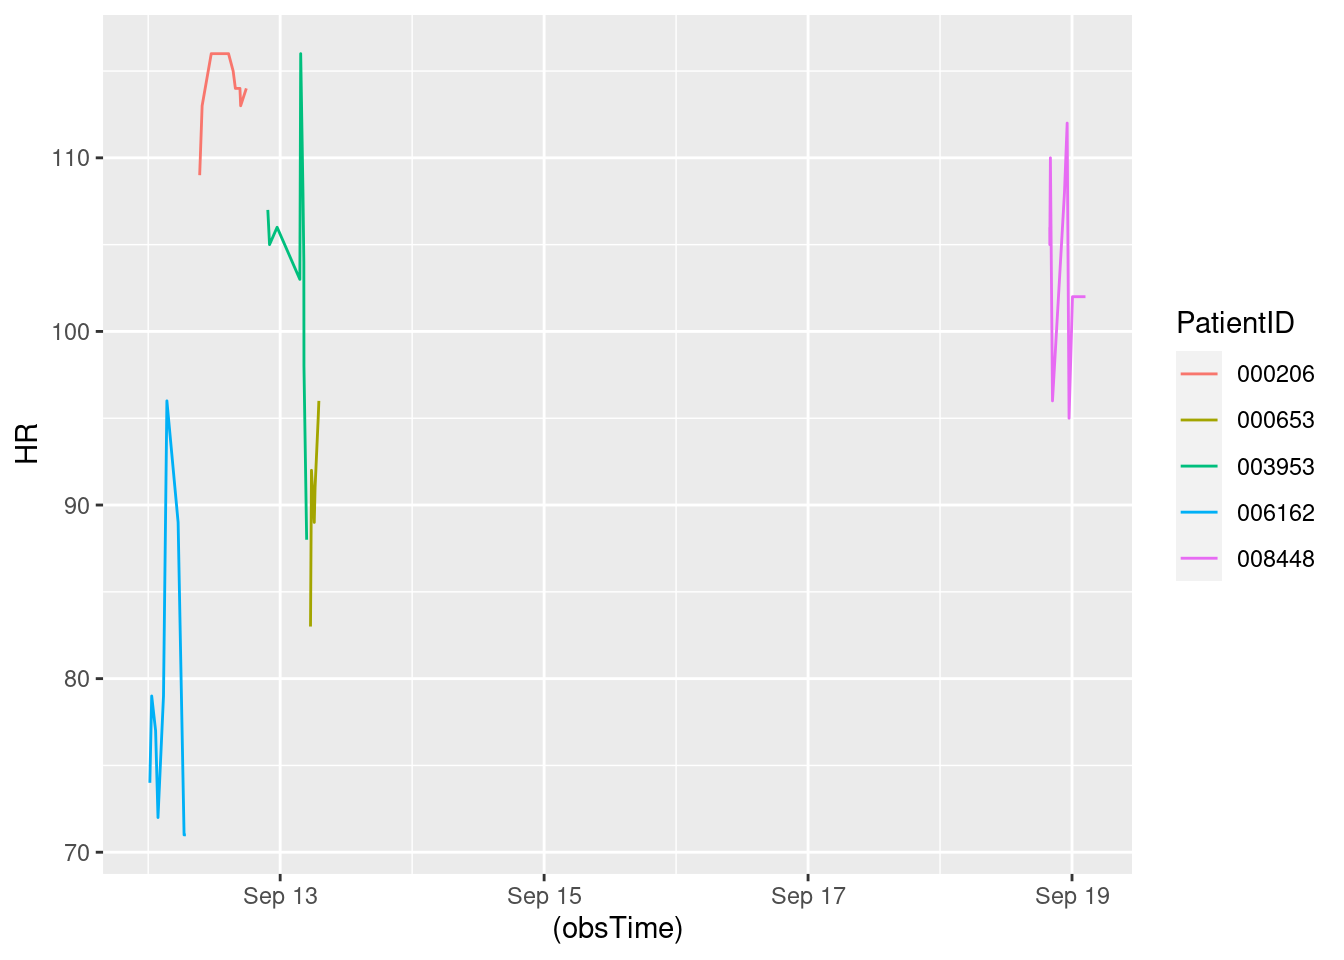 HR
110
100
90
80
70
Sep 13
Sep 15
Sep 17
Sep 19
(obsTime)
PatientID
000206
000653
003953
006162
008448